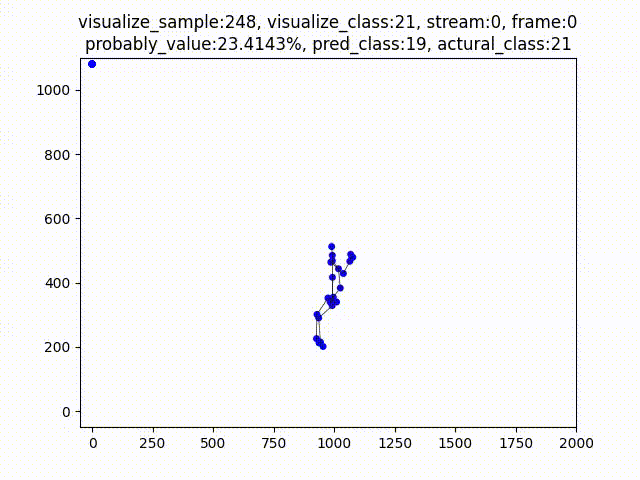 visualize_sample:248, visualize_class:21, stream:0, frame:0
probably_value:23.4143%, pred_class:19, actural_class:21
1000
800
600
400
200
0
0 250 500 750 1000 1250 1500 1750 2000